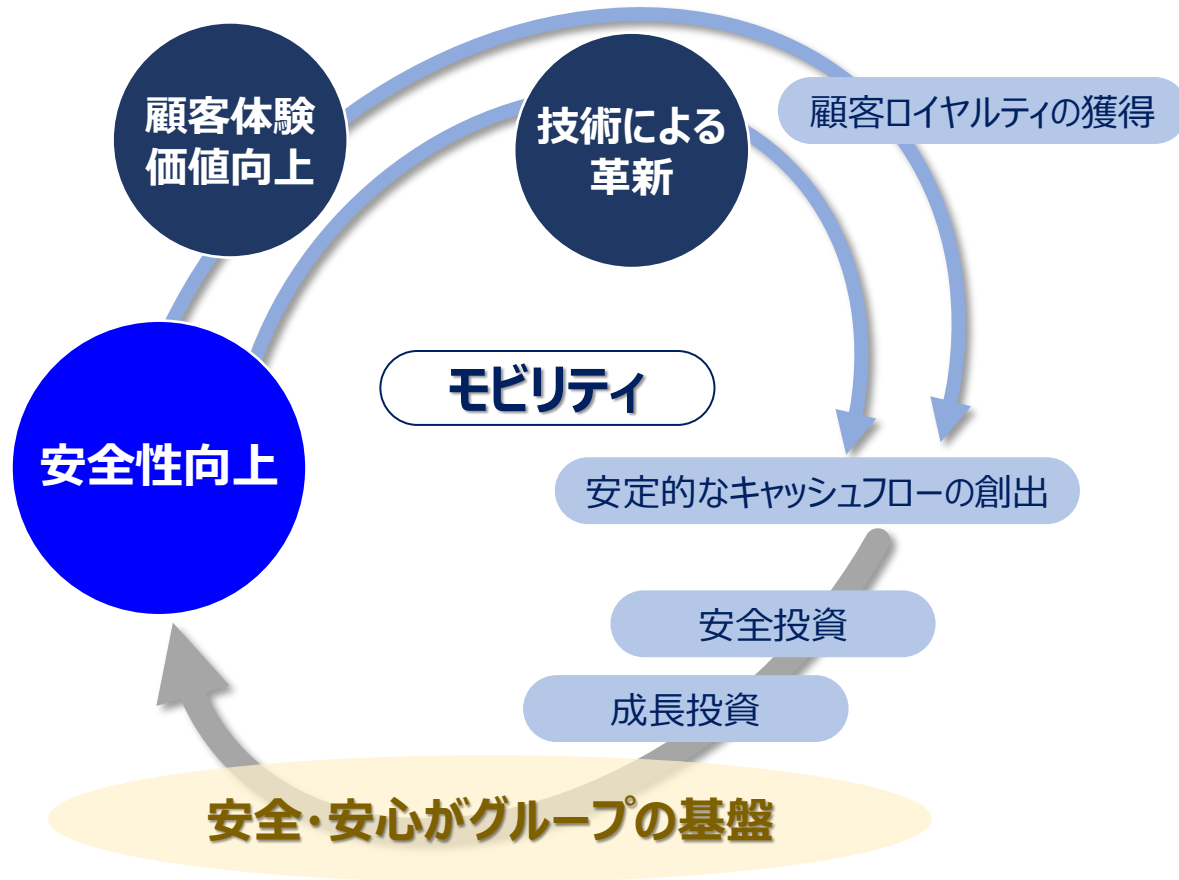 顧客体験
価値向上
技術による
革新
顧客ロイヤルティの獲得
モビリティ
安全性向上
安定的なキャッシュフローの創出
安全投資
成長投資
安全・安心がグループの基盤